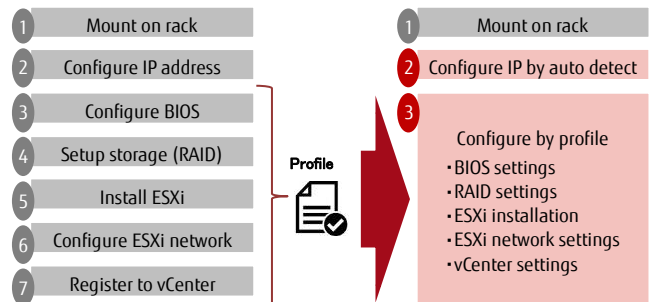 1 Mount on rack
2 Configure IP address
3 Configure BIOS
4 Setup storage (RAID)
5 Install ESXi
6 Configure ESXi network
7 Register to vCenter
Profile
1 Mount on rack
2 Configure IP by auto detect
3
Configure by profile
・BIOS settings
・RAID settings
・ESXi installation
・ESXi network settings
・vCenter settings